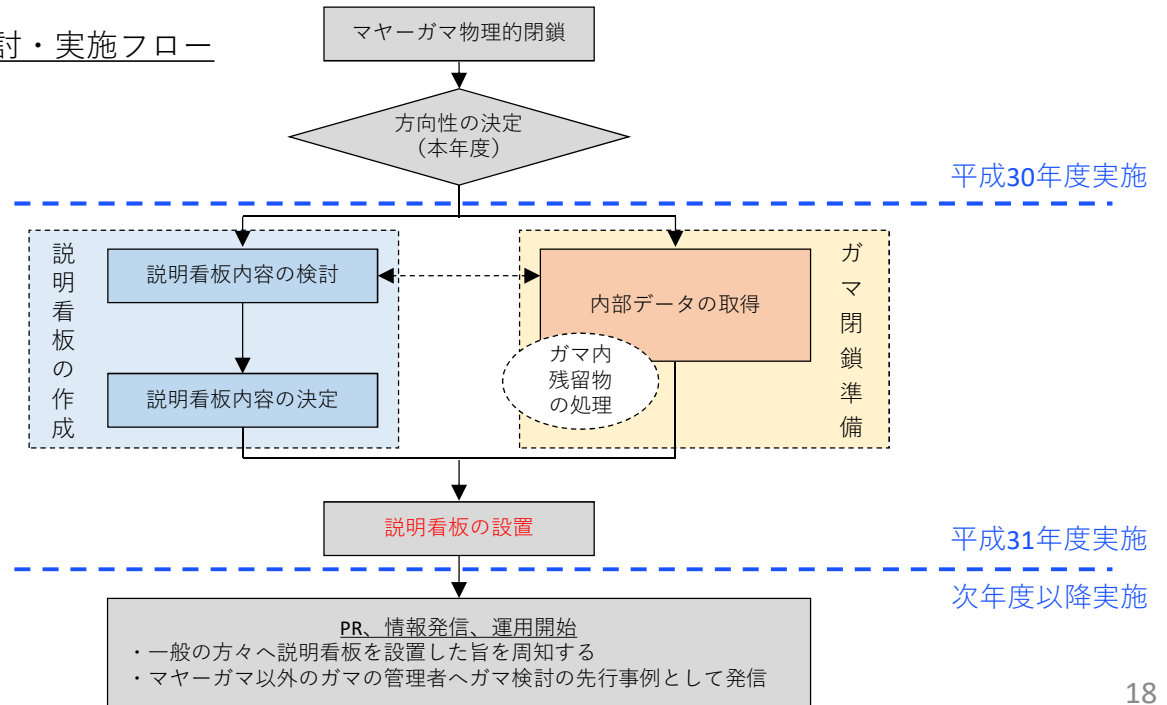 討・実施フロー
マヤーガマ物理的閉鎖
方向性の決定
（本年度）
平成30年度実施
説明看板の作成
説明看板内容の検討
説明看板内容の決定
内部データの取得
ガマ内
残留物
の処理
ガマ閉鎖準備
説明看板の設置
平成31年度実施
次年度以降実施
PR、情報発信、運用開始
・一般の方々へ説明看板を設置した旨を周知する
・マヤーガマ以外のガマの管理者へガマ検討の先行事例として発信
18